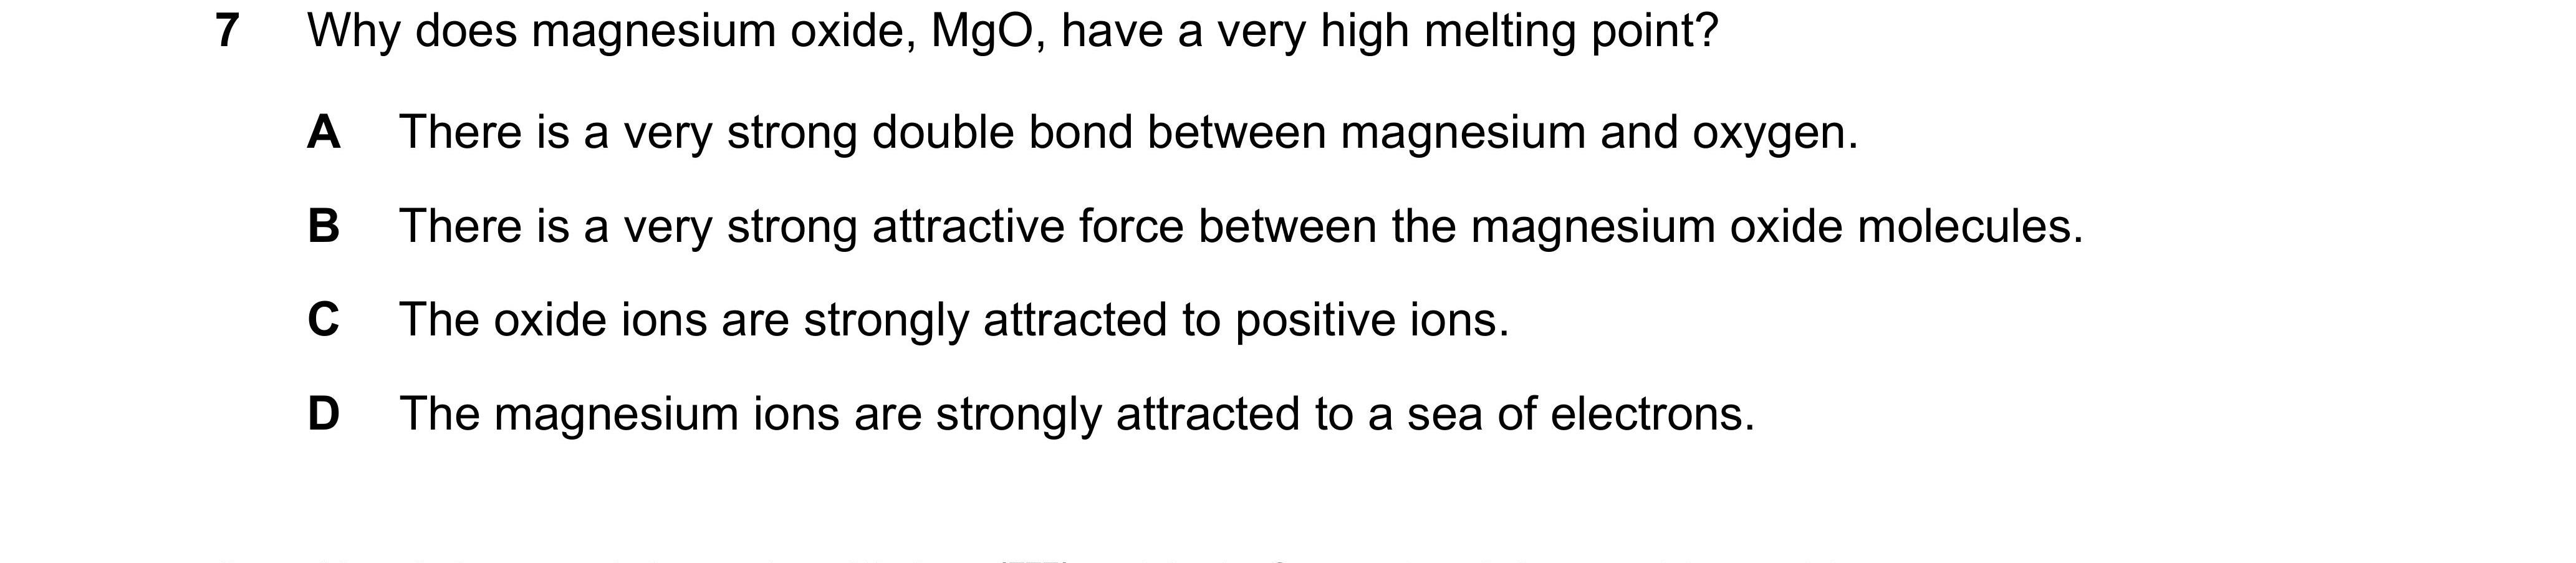 7 Why does magnesium oxide, MgO, have a very high melting point?
A There is a very strong double bond between magnesium and oxygen.
B There is a very strong attractive force between the magnesium oxide molecules.
C The oxide ions are strongly attracted to positive ions.
D The magnesium ions are strongly attracted to a sea of electrons.